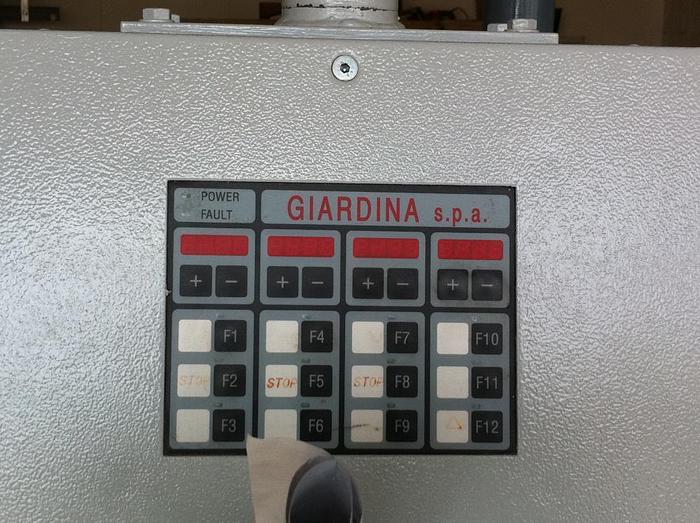 POWER
FAULT
GIARDINA s.p.a.
+ − + − + − + −
F1 F4 F7 F10
STOP F2 STOP F5 STOP F8 F11
F3 F6 F9 F12